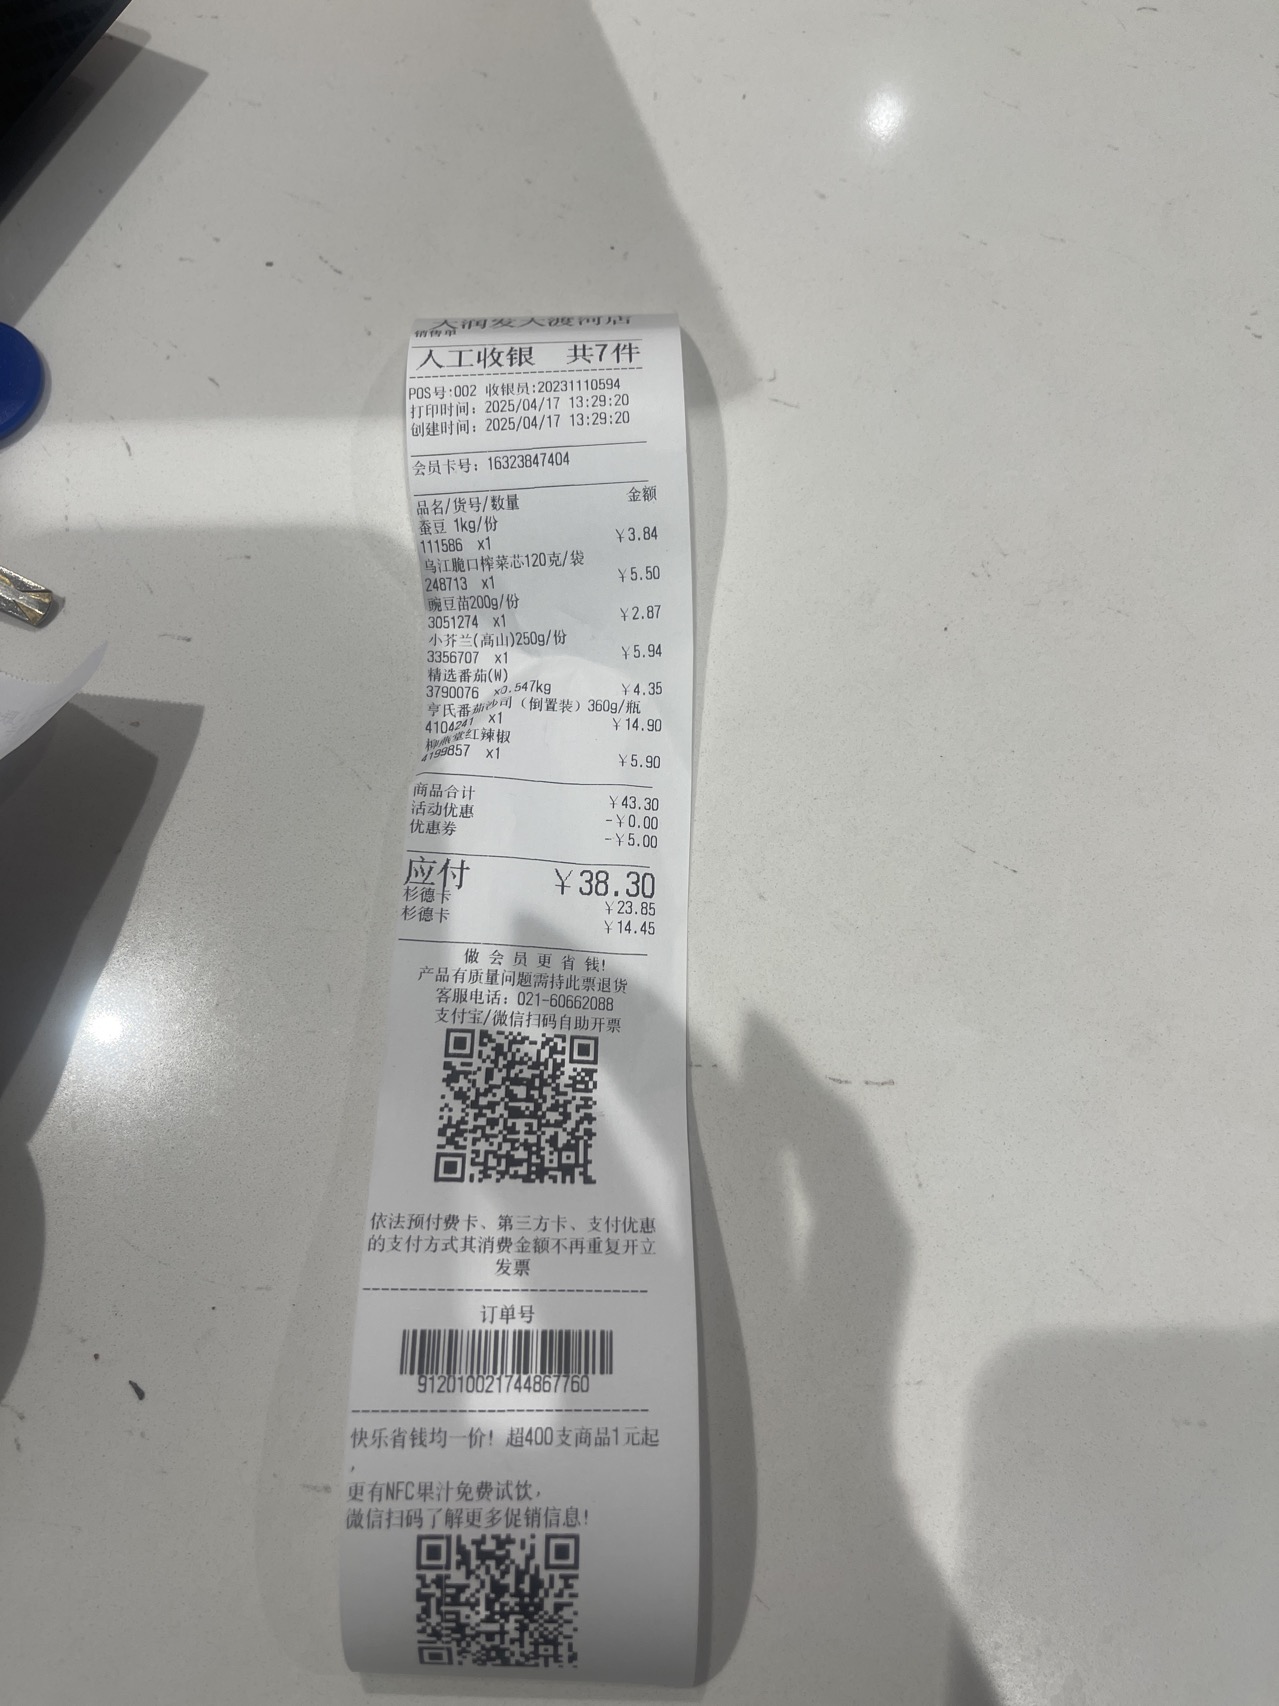 大润发大渡河店
销售单
人工收银 共7件
POS号:002 收银员:20231110594
打印时间: 2025/04/17 13:29:20
创建时间: 2025/04/17 13:29:20
会员卡号: 16323847404
品名/货号/数量 金额
蚕豆 1kg/份
111586 x1 ￥3.84
乌江脆口榨菜芯120克/袋
248713 x1 ￥5.50
豌豆苗200g/份
3051274 x1 ￥2.87
小芥兰(高山)250g/份
3356707 x1 ￥5.94
精选番茄(W)
3790076 x0.547kg ￥4.35
亨氏番茄沙司（倒置装）360g/瓶
4104241 x1 ￥14.90
红辣椒
4199857 x1 ￥5.90
商品合计 ￥43.30
活动优惠 -￥0.00
优惠券 -￥5.00
应付 ￥38.30
杉德卡 ￥23.85
杉德卡 ￥14.45
做会员更省钱!
产品有质量问题需持此票退货
客服电话: 021-60662088
支付宝/微信扫码自助开票
依法预付费卡、第三方卡、支付优惠
的支付方式其消费金额不再重复开立
发票
订单号
912010021744867760
快乐省钱均一价! 超400支商品1元起
,
更有NFC果汁免费试饮,
微信扫码了解更多促销信息!